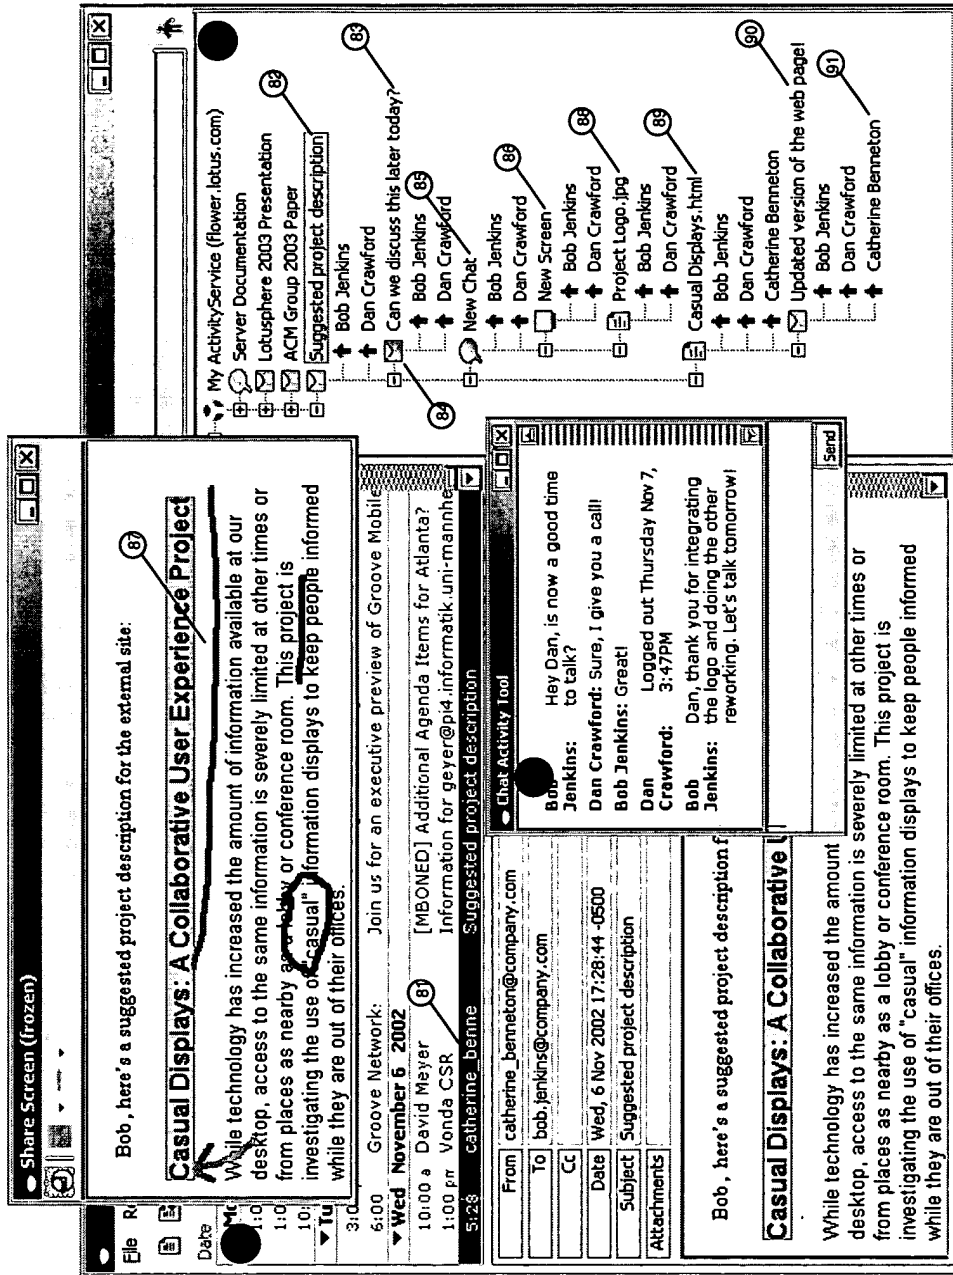 Share Screen (frozen)
Bob, here's a suggested project description for the external site:
Casual Displays: A Collaborative User Experience Project
While technology has increased the amount of information available at our
desktop, access to the same information is severely limited at other times or
from places as nearby as a lobby or conference room. This project is
investigating the use of "casual" information displays to keep people informed
while they are out of their offices.
87
File
Date
6:00 Groove Network: Join us for an executive preview of Groove Mobile
Wed November 6 2002
10:00 a David Meyer [MBONED] Additional Agenda Items for Atlanta?
1:00 pm Vonda CSR Information for geyer@pi4.informatik.uni-mannhe
5:28 catherine_benne Suggested project description
81
From catherine_benneton@company.com
To bob.jenkins@company.com
Cc
Date Wed, 6 Nov 2002 17:28:44 -0500
Subject Suggested project description
Attachments
Bob, here's a suggested project description f
Casual Displays: A Collaborative U
While technology has increased the amount
desktop, access to the same information is severely limited at other times or
from places as nearby as a lobby or conference room. This project is
investigating the use of "casual" information displays to keep people informed
while they are out of their offices.
Chat Activity Tool
Bob Jenkins: Hey Dan, is now a good time
to talk?
Dan Crawford: Sure, I give you a call!
Bob Jenkins: Great!
Dan Logged out Thursday Nov 7,
Crawford: 3:47PM
Bob Dan, thank you for integrating
Jenkins: the logo and doing the other
reworking. Let's talk tomorrow!
Send
My ActivityService (flower.lotus.com)
Server Documentation
Lotusphere 2003 Presentation
ACM Group 2003 Paper
Suggested project description
82
Bob Jenkins
Dan Crawford
Can we discuss this later today?
83
84
Bob Jenkins
Dan Crawford
New Chat
85
Bob Jenkins
Dan Crawford
New Screen
86
Bob Jenkins
Dan Crawford
Project Logo.jpg
88
Bob Jenkins
Dan Crawford
Casual Displays.html
89
Bob Jenkins
Dan Crawford
Catherine Benneton
Updated version of the web page!
90
Bob Jenkins
Dan Crawford
Catherine Benneton
91